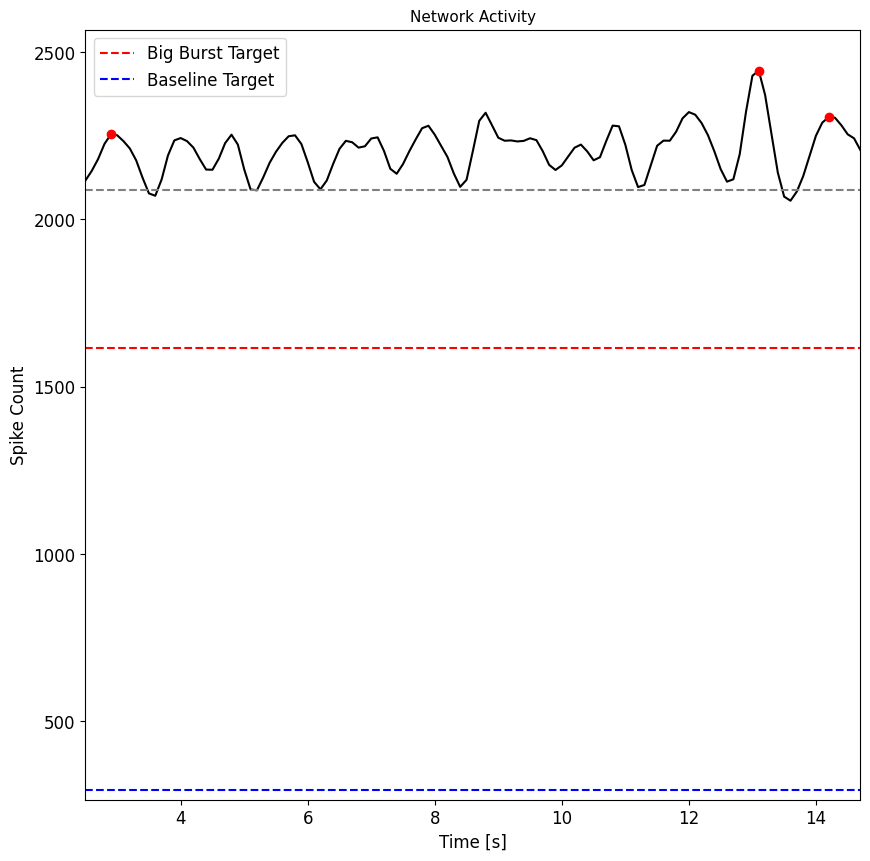 Network Activity
Big Burst Target
Baseline Target
2500
2000
1500
1000
500
Spike Count
4 6 8 10 12 14
Time [s]